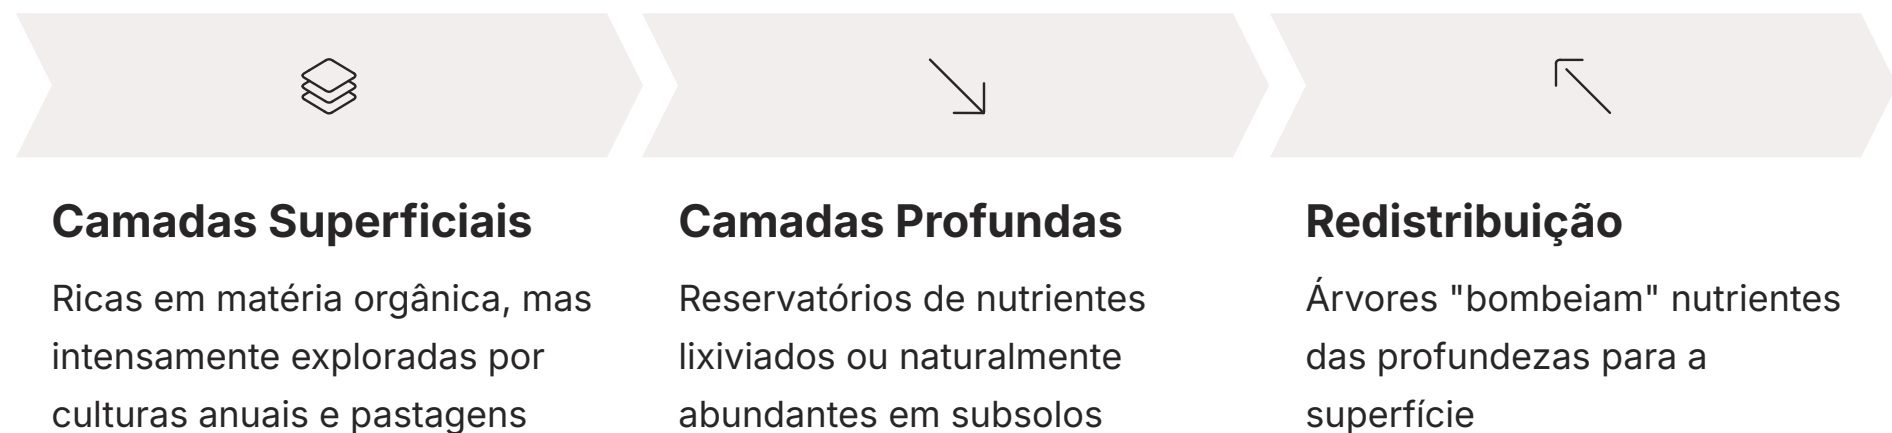 Camadas Superficiais
Ricas em matéria orgânica, mas
intensamente exploradas por
culturas anuais e pastagens
Camadas Profundas
Reservatórios de nutrientes
lixiviados ou naturalmente
abundantes em subsolos
Redistribuição
Árvores "bombeiam" nutrientes
das profundezas para a
superfície